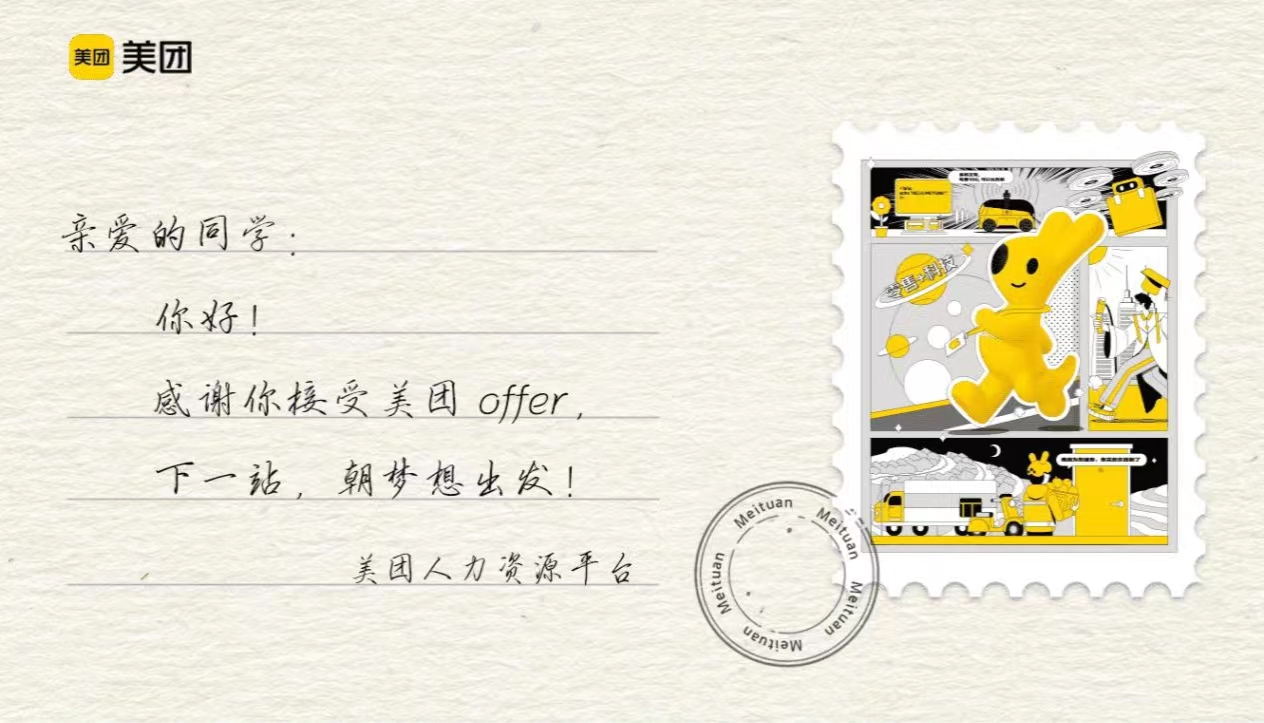 美团 美团
亲爱的同学:
你好!
感谢你接受美团 offer,
下一站, 朝梦想出发!
美团人力资源平台
零售+科技
Meituan Meituan Meituan Meituan Meituan